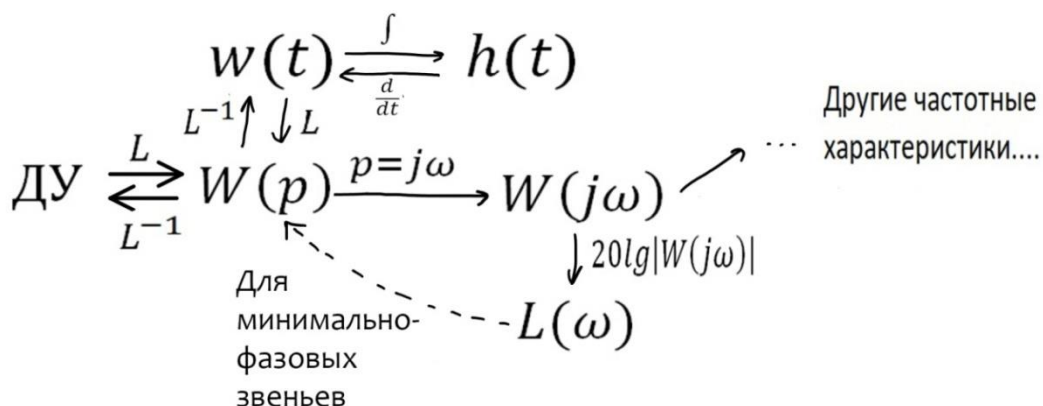 ∫
w(t) h(t)
d/dt
L⁻¹ L
Другие частотные
характеристики....
...
L
ДУ W(p) p=jω W(jω)
L⁻¹
20lg|W(jω)|
L(ω)
Для
минимально-
фазовых
звеньев